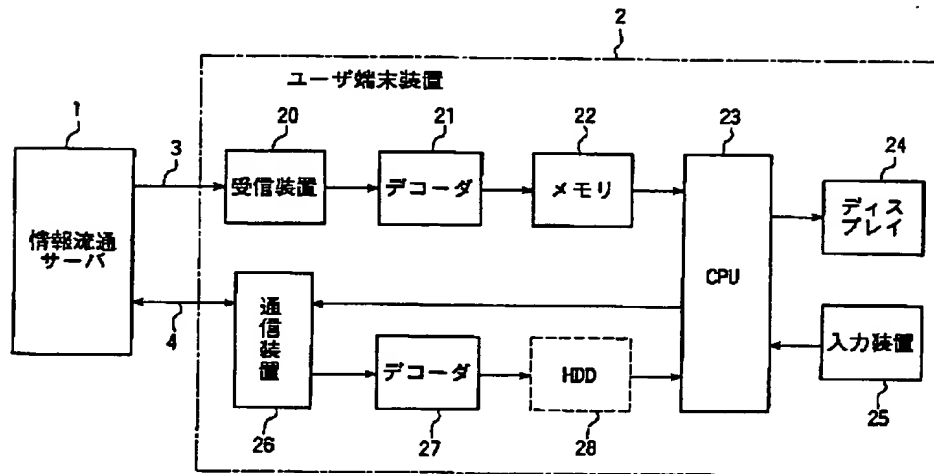 2
ユーザ端末装置
1
3
20
21
22
23
24
受信装置
デコーダ
メモリ
ディス
プレイ
情報流通
サーバ
CPU
4
通
信
装
置
デコーダ
HDD
入力装置
26
27
28
25